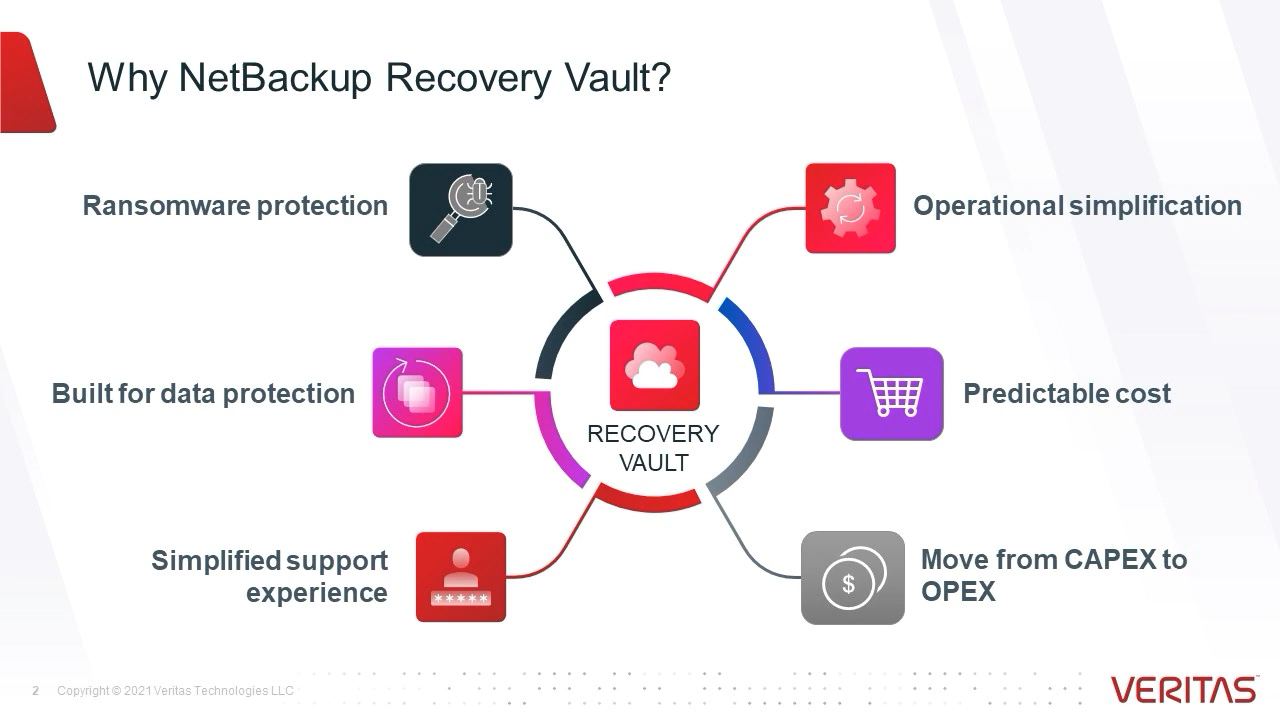 Why NetBackup Recovery Vault?
Ransomware protection
Operational simplification
Built for data protection
Predictable cost
RECOVERY
VAULT
Simplified support
experience
*****
$
Move from CAPEX to
OPEX
2 Copyright © 2021 Veritas Technologies LLC
VERITAS™